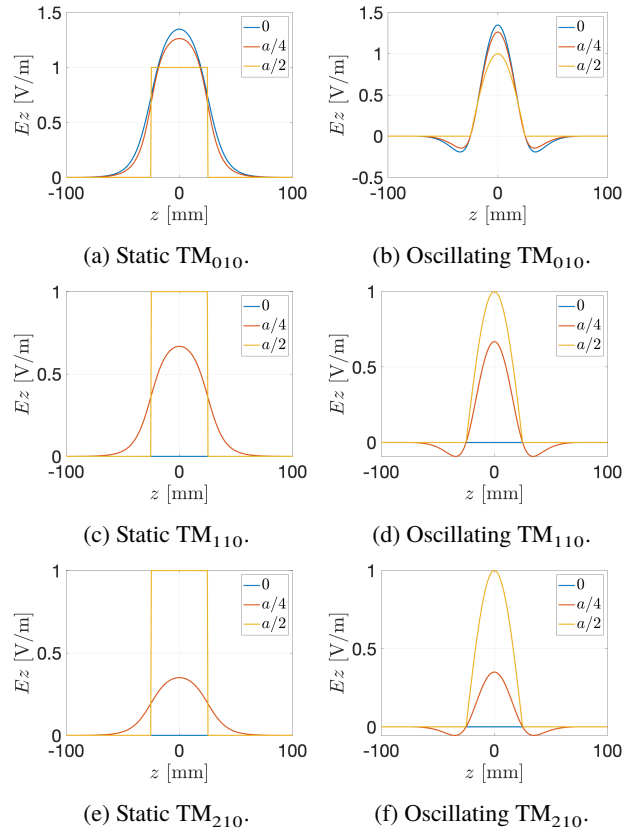 0
a/4
a/2
Ez [V/m]
1.5
1
0.5
0
-100
0
100
z [mm]
(a) Static TM010.
0
a/4
a/2
Ez [V/m]
1.5
1
0.5
0
-0.5
-100
0
100
z [mm]
(b) Oscillating TM010.
0
a/4
a/2
Ez [V/m]
1
0.5
0
-100
0
100
z [mm]
(c) Static TM110.
0
a/4
a/2
Ez [V/m]
1
0.5
0
-100
0
100
z [mm]
(d) Oscillating TM110.
0
a/4
a/2
Ez [V/m]
1
0.5
0
-100
0
100
z [mm]
(e) Static TM210.
0
a/4
a/2
Ez [V/m]
1
0.5
0
-100
0
100
z [mm]
(f) Oscillating TM210.